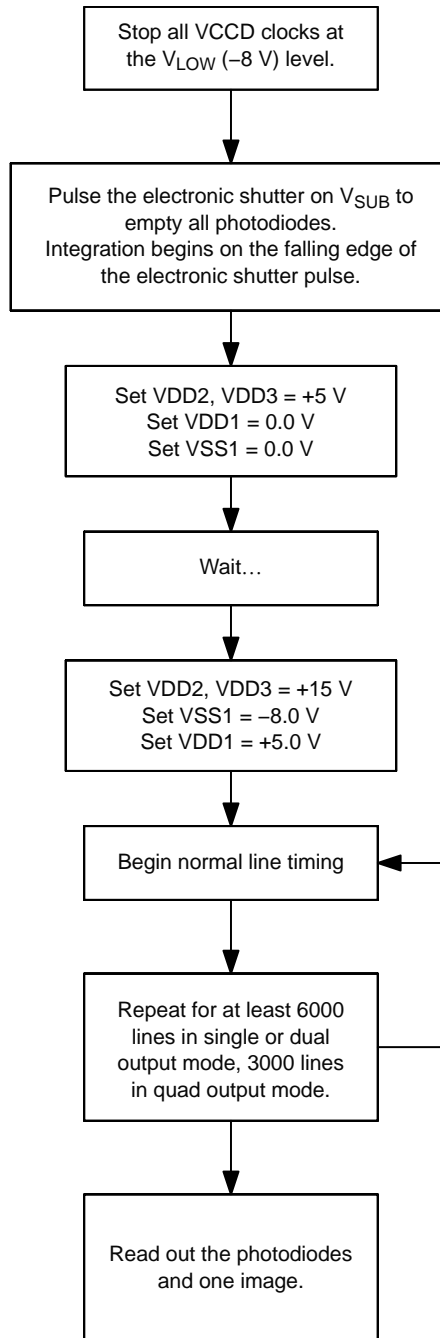 Stop all VCCD clocks at
the VLOW (−8 V) level.
Pulse the electronic shutter on VSUB to
empty all photodiodes.
Integration begins on the falling edge of
the electronic shutter pulse.
Set VDD2, VDD3 = +5 V
Set VDD1 = 0.0 V
Set VSS1 = 0.0 V
Wait…
Set VDD2, VDD3 = +15 V
Set VSS1 = −8.0 V
Set VDD1 = +5.0 V
Begin normal line timing
Repeat for at least 6000
lines in single or dual
output mode, 3000 lines
in quad output mode.
Read out the photodiodes
and one image.